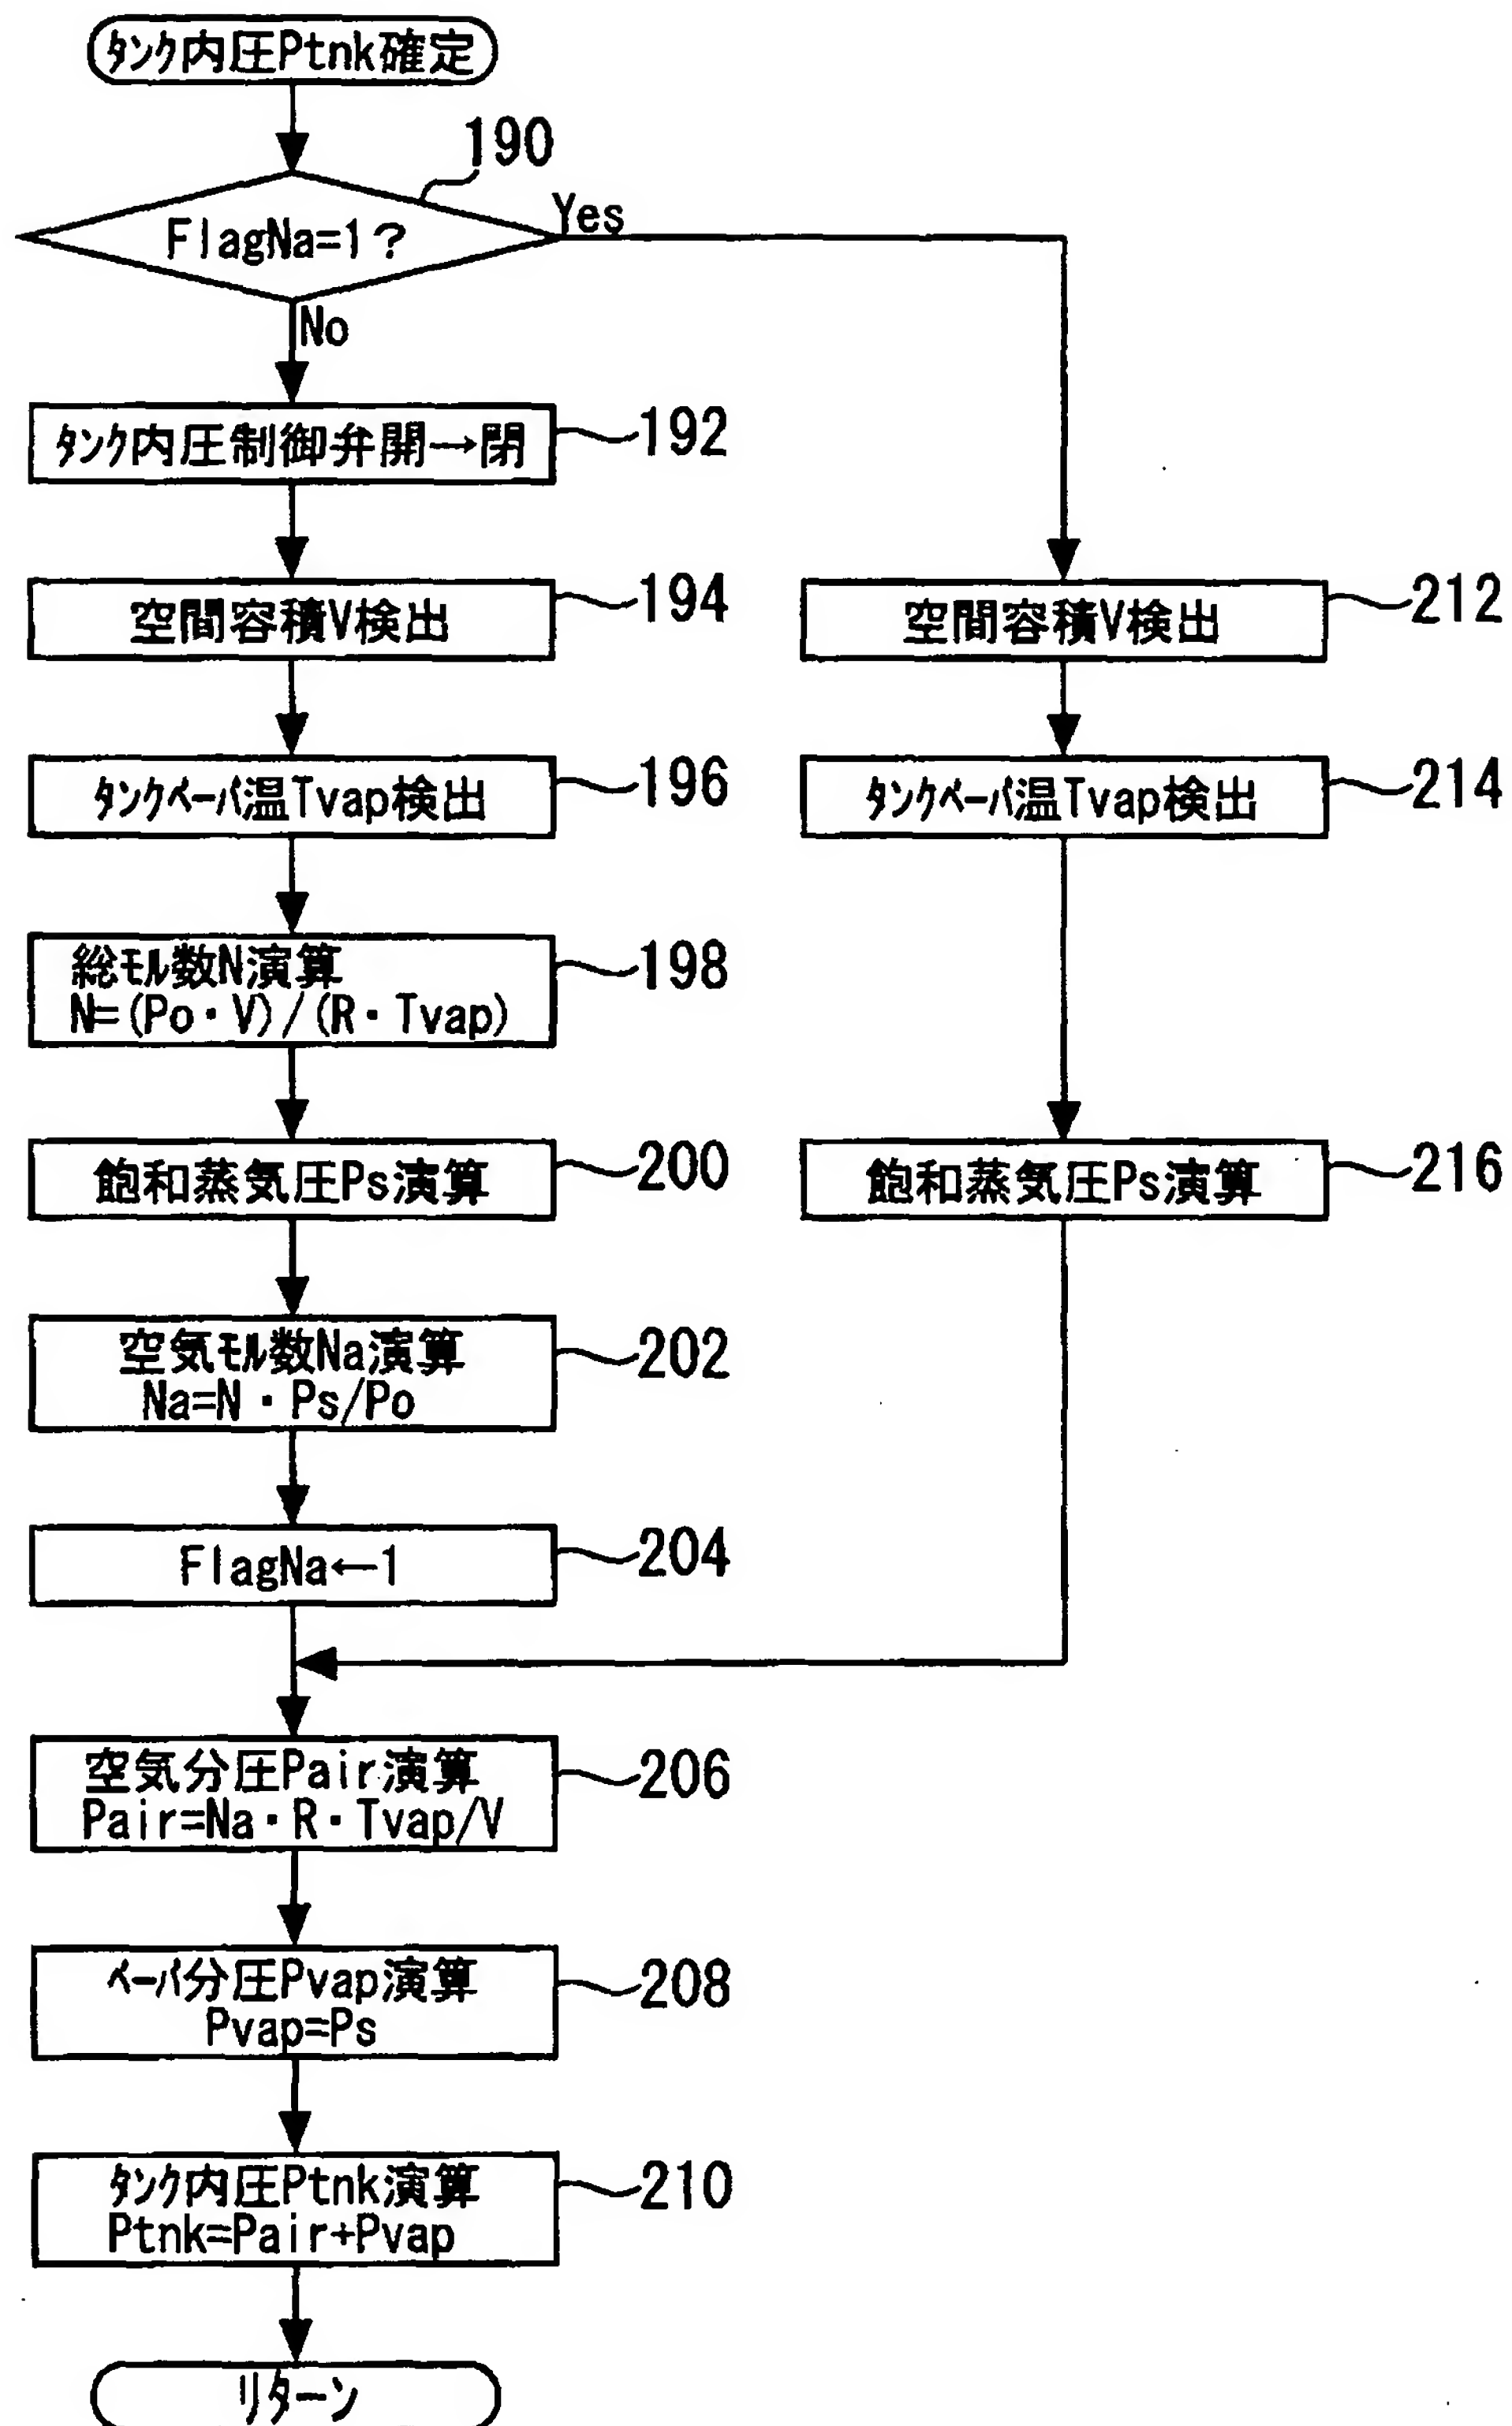 タンク内圧Ptnk確定
190
FlagNa=1?
Yes
No
タンク内圧制御弁開→閉
192
空間容積V検出
194
空間容積V検出
212
タンクベーパ温Tvap検出
196
タンクベーパ温Tvap検出
214
総モル数N演算
N=(Po・V)/(R・Tvap)
198
飽和蒸気圧Ps演算
200
飽和蒸気圧Ps演算
216
空気モル数Na演算
Na=N・Ps/Po
202
FlagNa←1
204
空気分圧Pair演算
Pair=Na・R・Tvap/V
206
ベーパ分圧Pvap演算
Pvap=Ps
208
タンク内圧Ptnk演算
Ptnk=Pair+Pvap
210
リターン